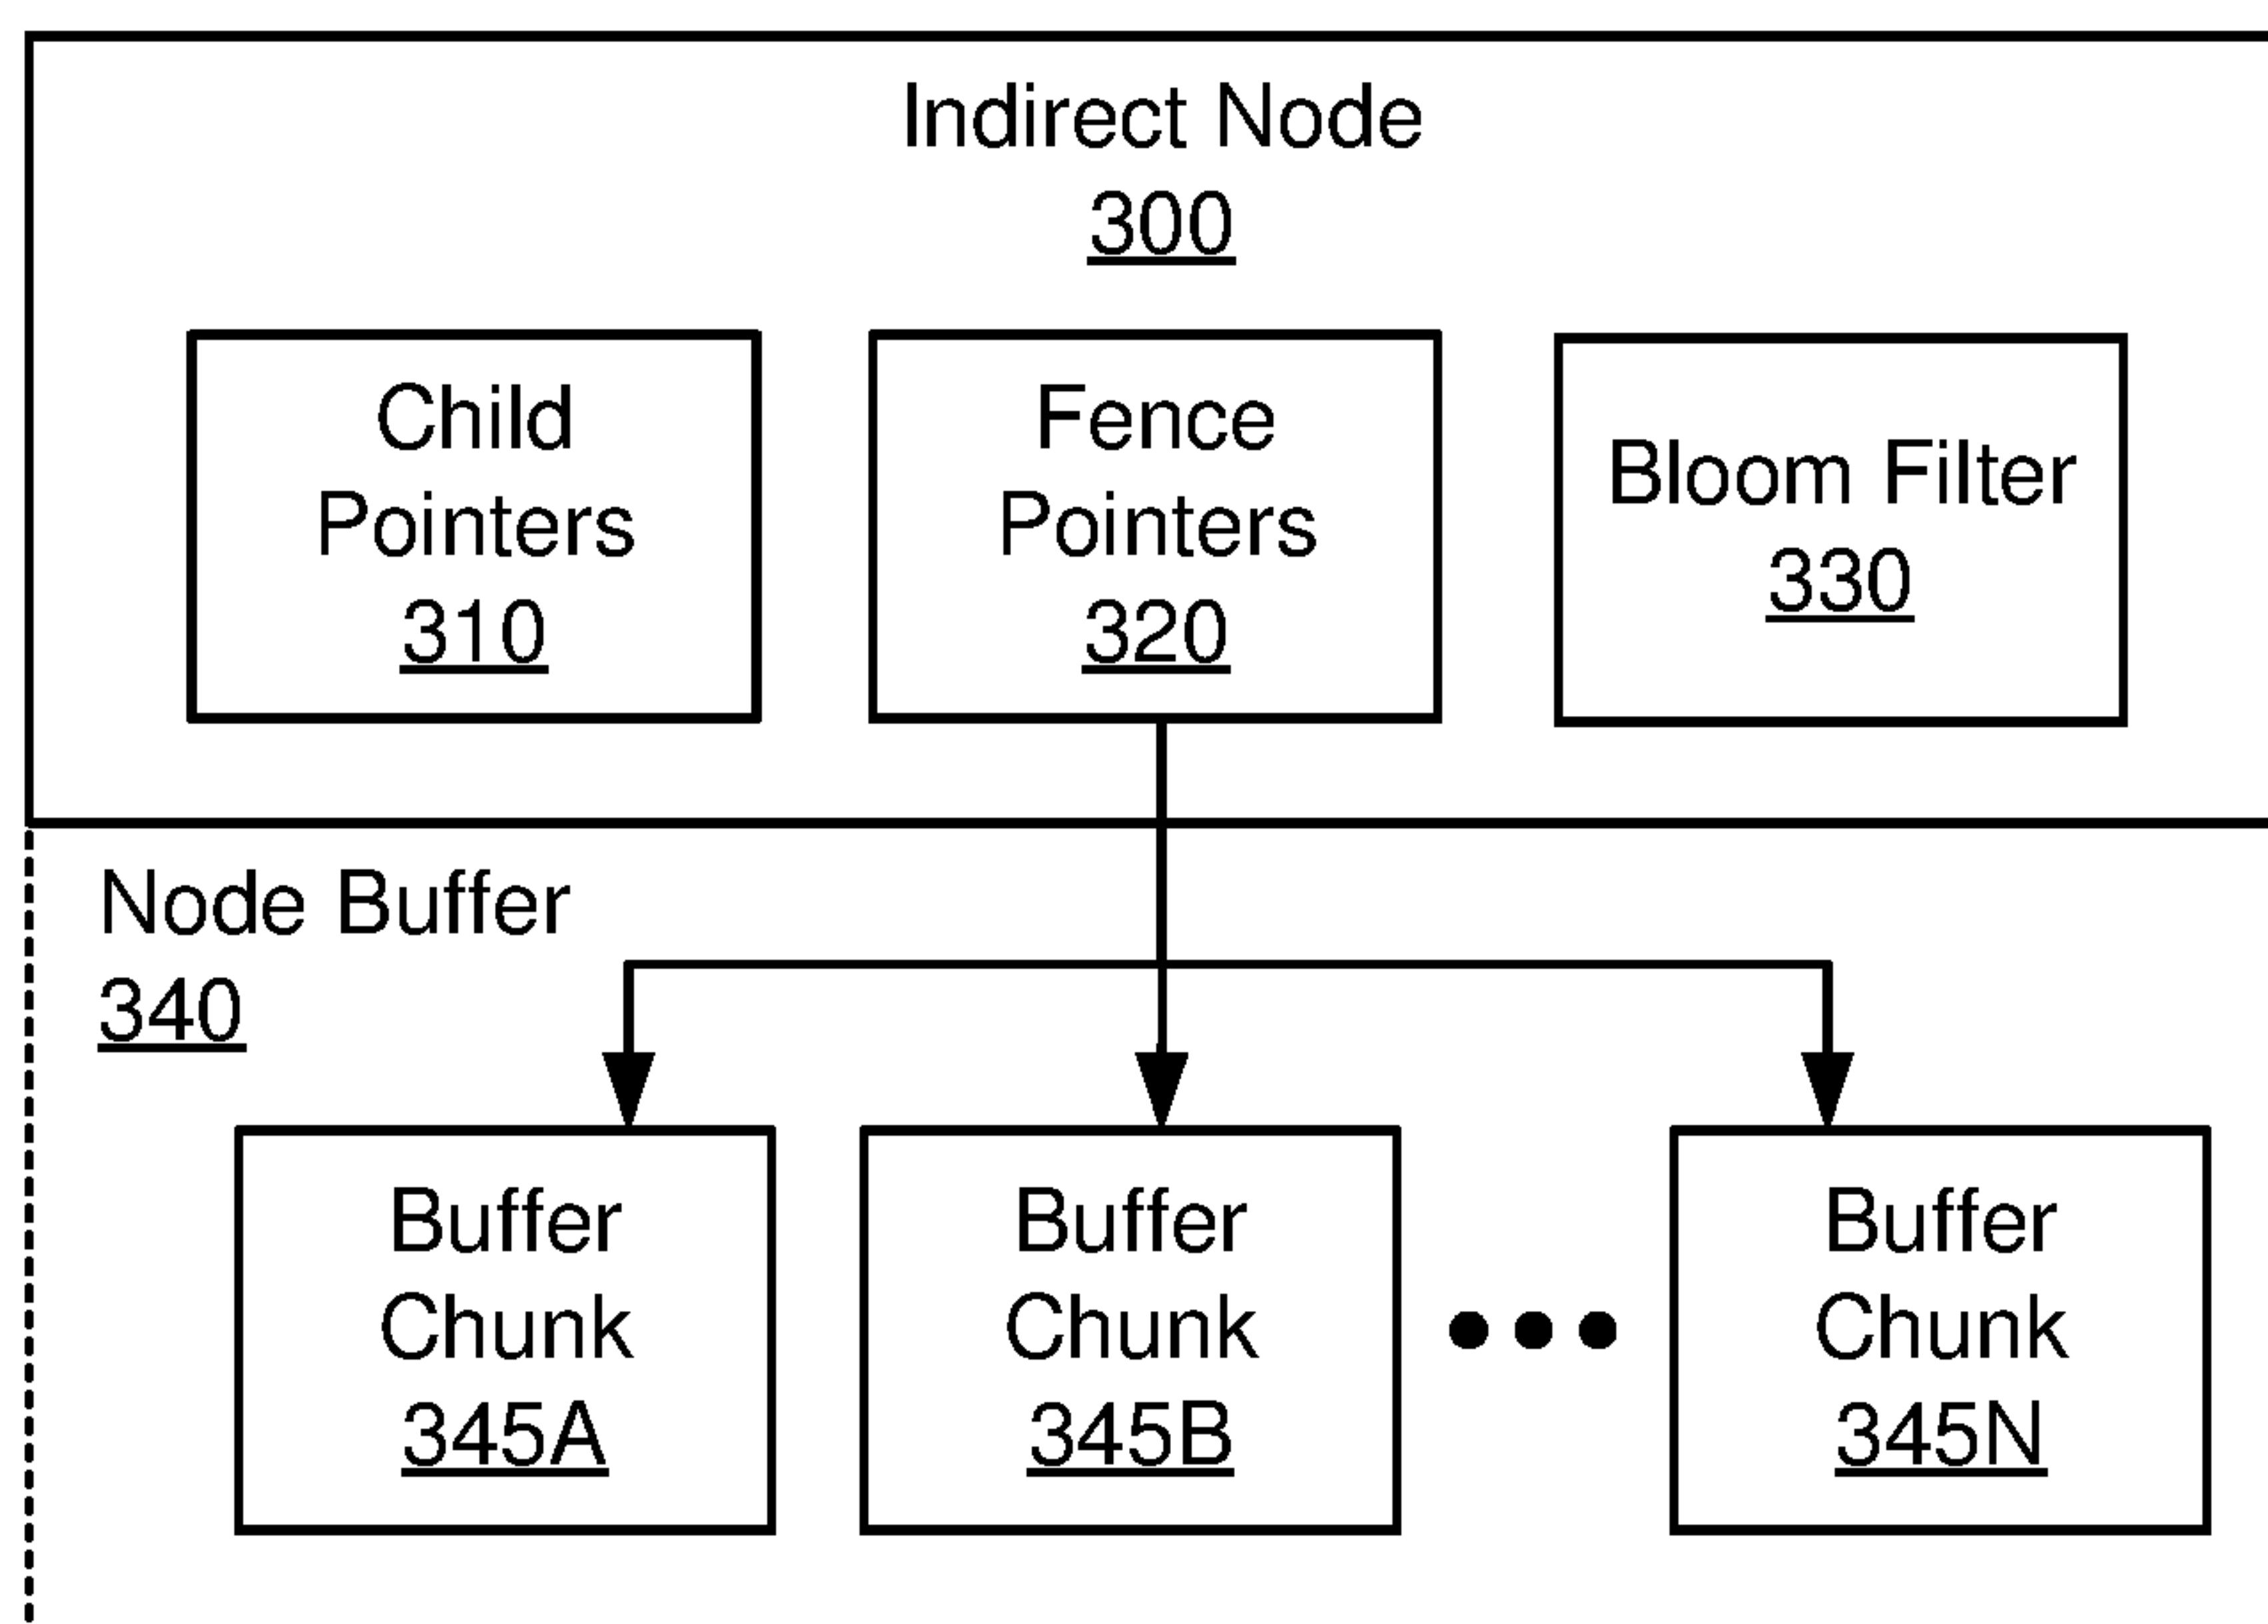 Indirect Node
300
Child
Pointers
310
Fence
Pointers
320
Bloom Filter
330
Node Buffer
340
Buffer
Chunk
345A
Buffer
Chunk
345B
Buffer
Chunk
345N